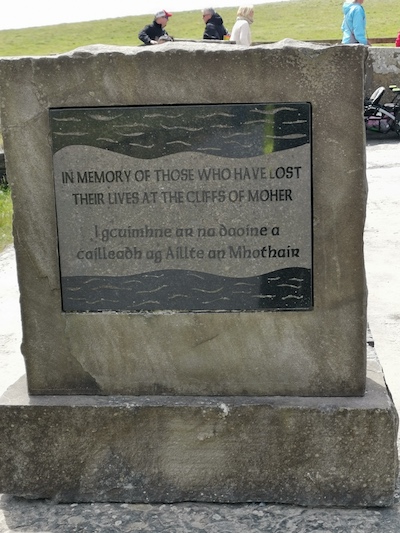 IN MEMORY OF THOSE WHO HAVE LOST
THEIR LIVES AT THE CLIFFS OF MOHER
I gcuimhne ar na daoine a
cailleadh ag Aillte an Mhothair